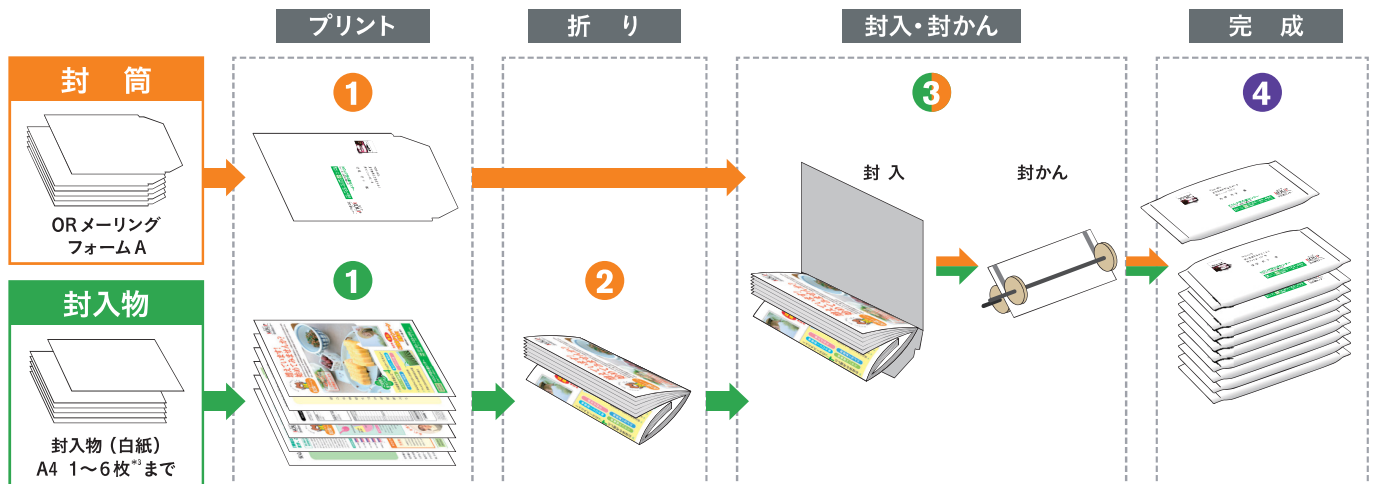 プリント
折 り
封入・封かん
完 成
封 筒
ORメーリング
フォームA
1
3
4
封 入
封かん
封入物
1
2
封入物（白紙）
A4 1〜6枚*3まで